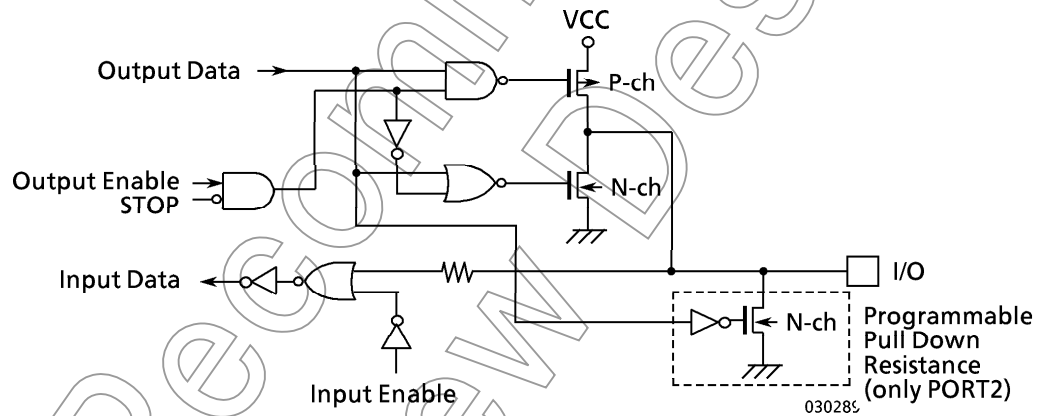 VCC
Output Data
P-ch
Output Enable
STOP
N-ch
Input Data
I/O
N-ch
Programmable
Pull Down
Resistance
(only PORT2)
Input Enable